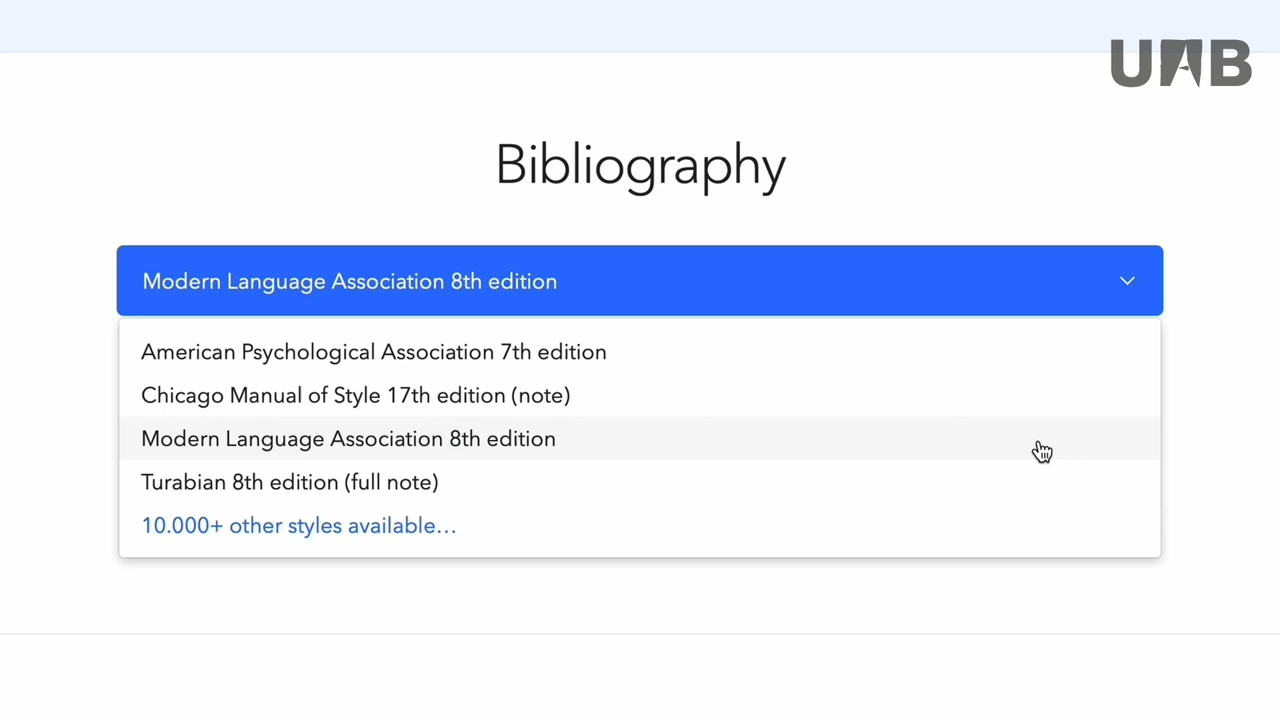 UAB
Bibliography
Modern Language Association 8th edition
American Psychological Association 7th edition
Chicago Manual of Style 17th edition (note)
Modern Language Association 8th edition
Turabian 8th edition (full note)
10.000+ other styles available...